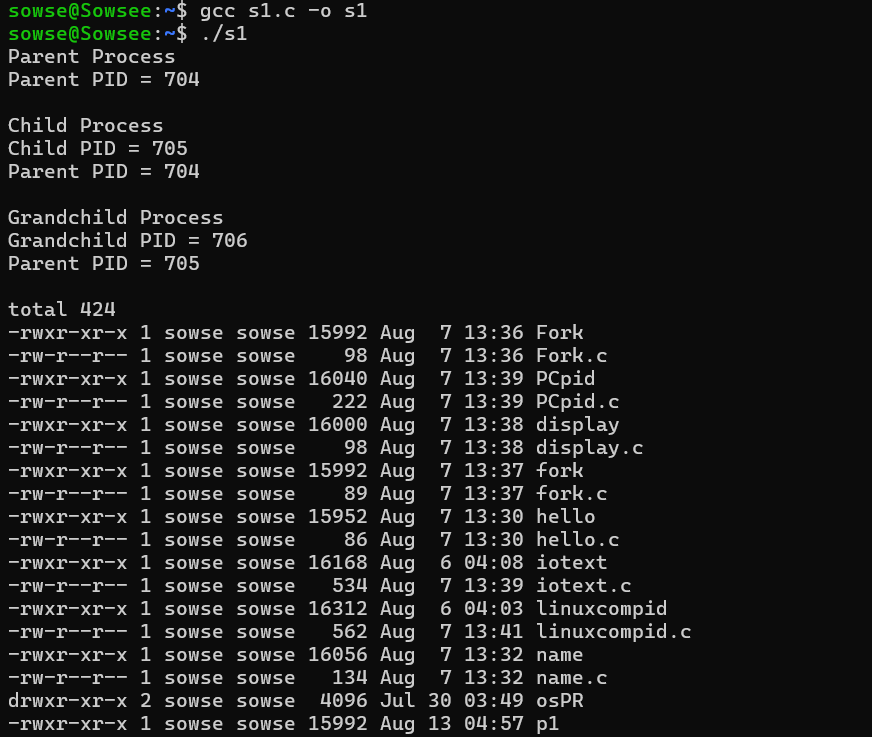 sowse@Sowsee:~$ gcc s1.c -o s1
sowse@Sowsee:~$ ./s1
Parent Process
Parent PID = 704
Child Process
Child PID = 705
Parent PID = 704
Grandchild Process
Grandchild PID = 706
Parent PID = 705
total 424
-rwxr-xr-x 1 sowse sowse 15992 Aug  7 13:36 Fork
-rw-r--r-- 1 sowse sowse    98 Aug  7 13:36 Fork.c
-rwxr-xr-x 1 sowse sowse 16040 Aug  7 13:39 PCpid
-rw-r--r-- 1 sowse sowse   222 Aug  7 13:39 PCpid.c
-rwxr-xr-x 1 sowse sowse 16000 Aug  7 13:38 display
-rw-r--r-- 1 sowse sowse    98 Aug  7 13:38 display.c
-rwxr-xr-x 1 sowse sowse 15992 Aug  7 13:37 fork
-rw-r--r-- 1 sowse sowse    89 Aug  7 13:37 fork.c
-rwxr-xr-x 1 sowse sowse 15952 Aug  7 13:30 hello
-rw-r--r-- 1 sowse sowse    86 Aug  7 13:30 hello.c
-rwxr-xr-x 1 sowse sowse 16168 Aug  6 04:08 iotext
-rw-r--r-- 1 sowse sowse   534 Aug  7 13:39 iotext.c
-rwxr-xr-x 1 sowse sowse 16312 Aug  6 04:03 linuxcompid
-rw-r--r-- 1 sowse sowse   562 Aug  7 13:41 linuxcompid.c
-rwxr-xr-x 1 sowse sowse 16056 Aug  7 13:32 name
-rw-r--r-- 1 sowse sowse   134 Aug  7 13:32 name.c
drwxr-xr-x 2 sowse sowse  4096 Jul 30 03:49 osPR
-rwxr-xr-x 1 sowse sowse 15992 Aug 13 04:57 p1